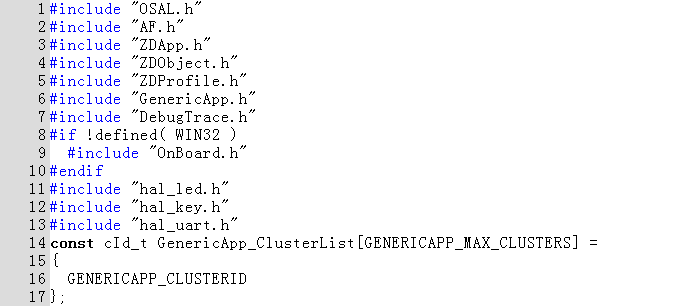 1 #include "OSAL.h"
2 #include "AF.h"
3 #include "ZDApp.h"
4 #include "ZDObject.h"
5 #include "ZDProfile.h"
6 #include "GenericApp.h"
7 #include "DebugTrace.h"
8 #if !defined( WIN32 )
9   #include "OnBoard.h"
10 #endif
11 #include "hal_led.h"
12 #include "hal_key.h"
13 #include "hal_uart.h"
14 const cId_t GenericApp_ClusterList[GENERICAPP_MAX_CLUSTERS] =
15 {
16   GENERICAPP_CLUSTERID
17 };